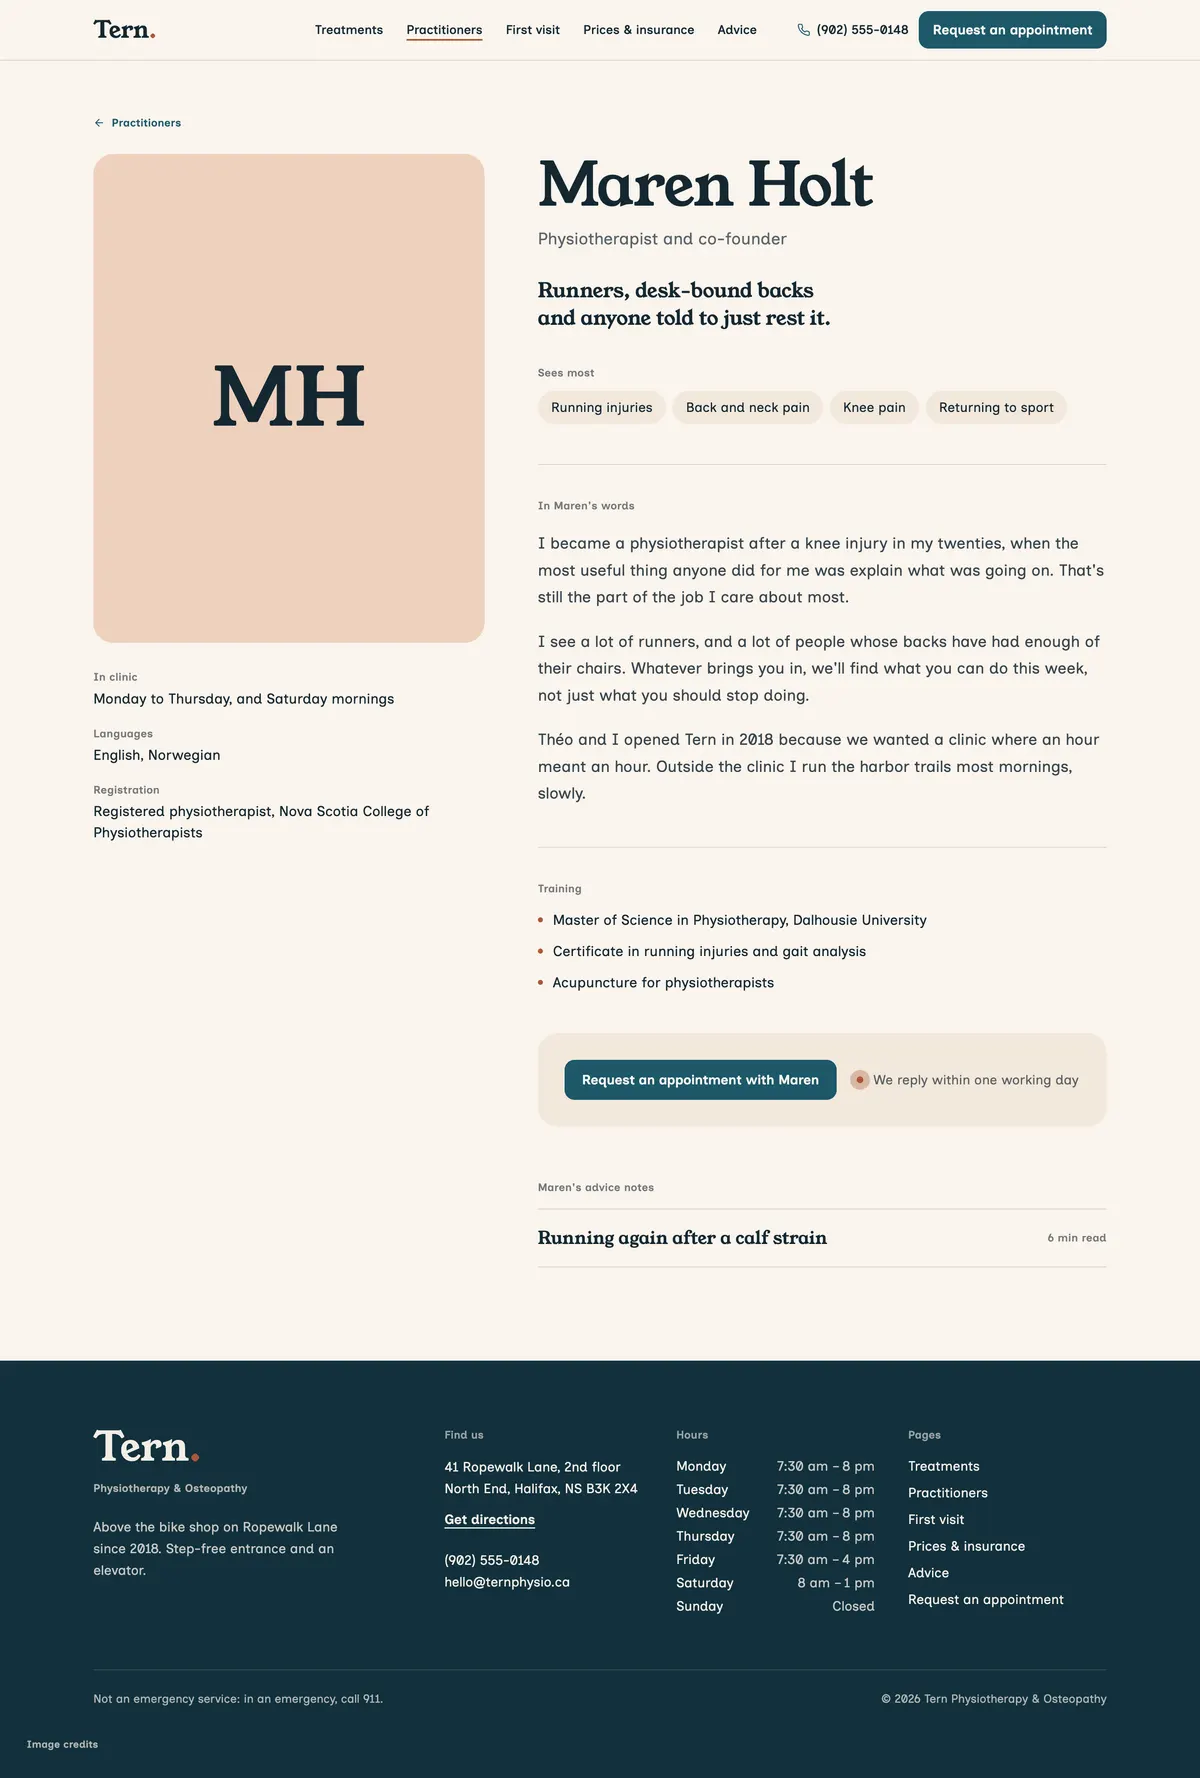 Tern.
Treatments
Practitioners
First visit
Prices & insurance
Advice
(902) 555-0148
Request an appointment
Practitioners
MH
In clinic
Monday to Thursday, and Saturday mornings
Languages
English, Norwegian
Registration
Registered physiotherapist, Nova Scotia College of
Physiotherapists
Maren Holt
Physiotherapist and co-founder
Runners, desk-bound backs
and anyone told to just rest it.
Sees most
Running injuries
Back and neck pain
Knee pain
Returning to sport
In Maren's words
I became a physiotherapist after a knee injury in my twenties, when the
most useful thing anyone did for me was explain what was going on. That's
still the part of the job I care about most.
I see a lot of runners, and a lot of people whose backs have had enough of
their chairs. Whatever brings you in, we'll find what you can do this week,
not just what you should stop doing.
Théo and I opened Tern in 2018 because we wanted a clinic where an hour
meant an hour. Outside the clinic I run the harbor trails most mornings,
slowly.
Training
Master of Science in Physiotherapy, Dalhousie University
Certificate in running injuries and gait analysis
Acupuncture for physiotherapists
Request an appointment with Maren
We reply within one working day
Maren's advice notes
Running again after a calf strain
6 min read
Tern.
Physiotherapy & Osteopathy
Above the bike shop on Ropewalk Lane
since 2018. Step-free entrance and an
elevator.
Find us
41 Ropewalk Lane, 2nd floor
North End, Halifax, NS B3K 2X4
Get directions
(902) 555-0148
hello@ternphysio.ca
Hours
Monday 7:30 am – 8 pm
Tuesday 7:30 am – 8 pm
Wednesday 7:30 am – 8 pm
Thursday 7:30 am – 8 pm
Friday 7:30 am – 4 pm
Saturday 8 am – 1 pm
Sunday Closed
Pages
Treatments
Practitioners
First visit
Prices & insurance
Advice
Request an appointment
Not an emergency service: in an emergency, call 911.
© 2026 Tern Physiotherapy & Osteopathy
Image credits